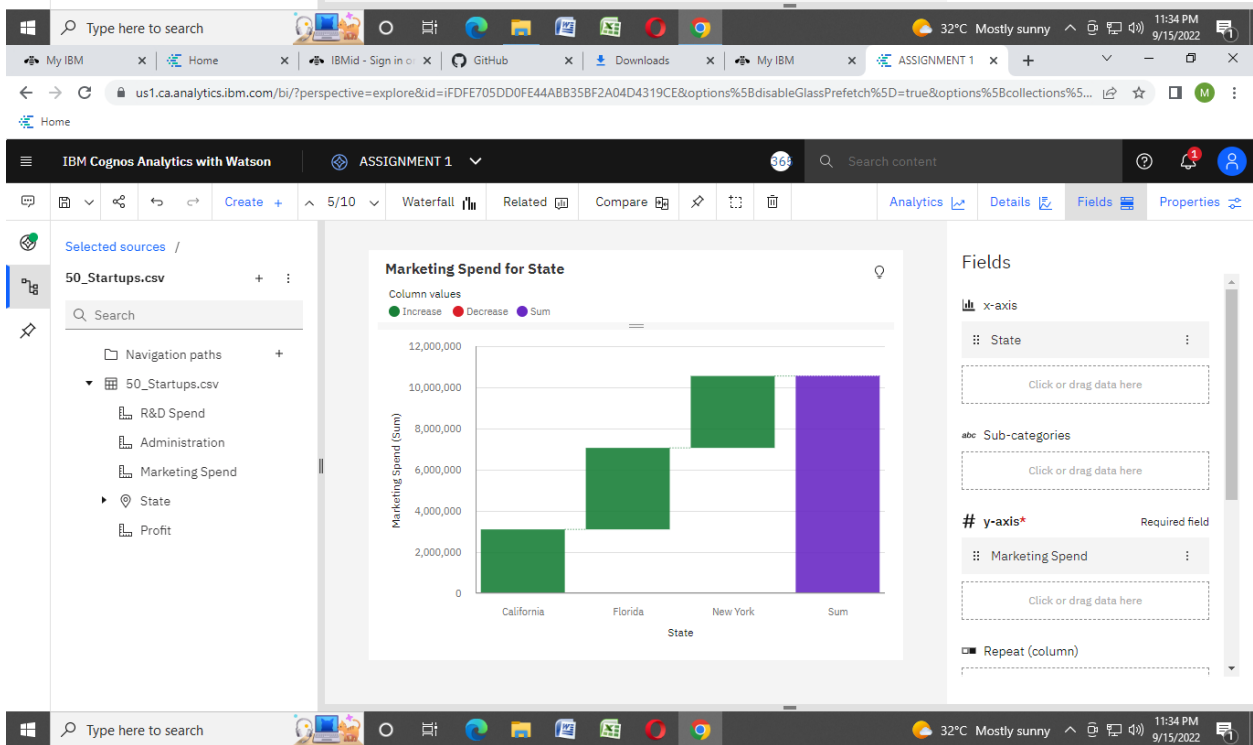 Type here to search
32°C Mostly sunny
11:34 PM
9/15/2022
1
My IBM
Home
IBMid - Sign in o
GitHub
Downloads
My IBM
ASSIGNMENT 1
us1.ca.analytics.ibm.com/bi/?perspective=explore&id=iFDFE705DD0FE44ABB35BF2A04D4319CE&options%5BdisableGlassPrefetch%5D=true&options%5Bcollections%5...
M
Home
IBM Cognos Analytics with Watson
ASSIGNMENT 1
365
Search content
1
Create +
5/10
Waterfall
Related
Compare
Analytics
Details
Fields
Properties
Selected sources /
50_Startups.csv
Search
Navigation paths
50_Startups.csv
R&D Spend
Administration
Marketing Spend
State
Profit
Marketing Spend for State
Column values
Increase Decrease Sum
12,000,000
10,000,000
8,000,000
6,000,000
4,000,000
2,000,000
0
Marketing Spend (Sum)
California Florida New York Sum
State
Fields
x-axis
State
Click or drag data here
abc Sub-categories
Click or drag data here
# y-axis* Required field
Marketing Spend
Click or drag data here
Repeat (column)
Type here to search
32°C Mostly sunny
11:34 PM
9/15/2022
1